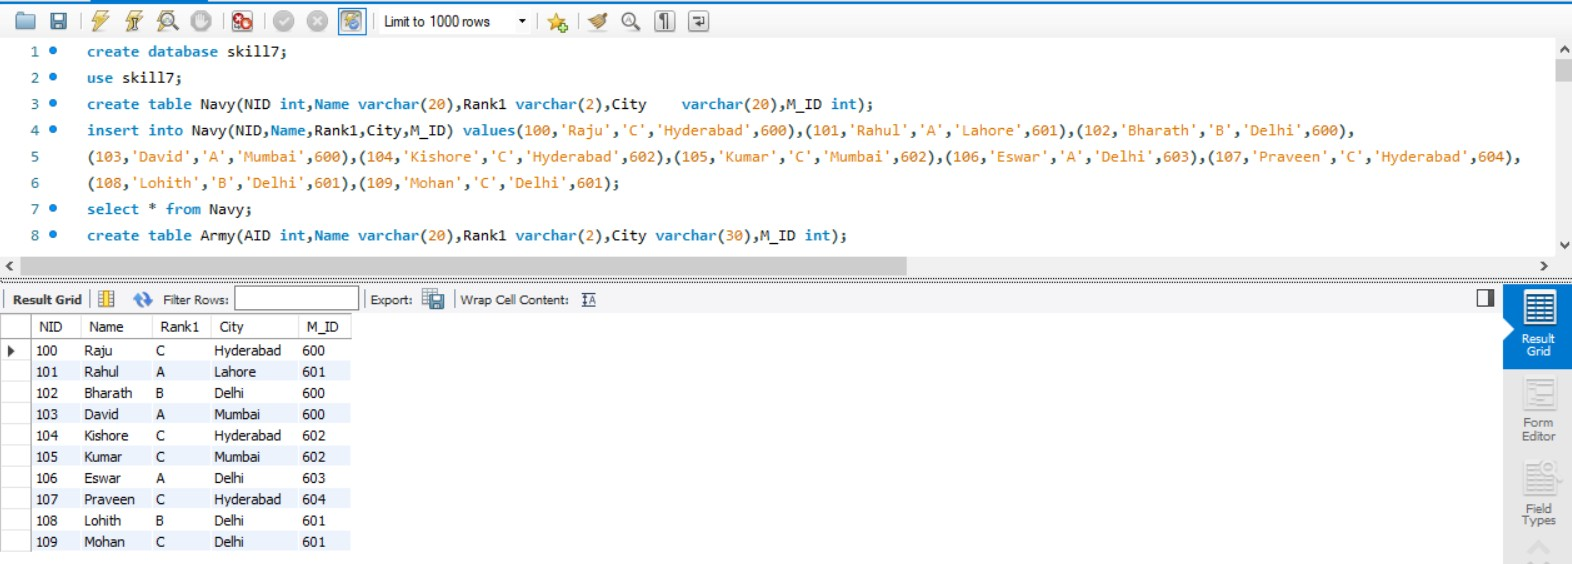 Limit to 1000 rows
1 create database skill7;
2 use skill7;
3 create table Navy(NID int,Name varchar(20),Rank1 varchar(2),City    varchar(20),M_ID int);
4 insert into Navy(NID,Name,Rank1,City,M_ID) values(100,'Raju','C','Hyderabad',600),(101,'Rahul','A','Lahore',601),(102,'Bharath','B','Delhi',600),
5 (103,'David','A','Mumbai',600),(104,'Kishore','C','Hyderabad',602),(105,'Kumar','C','Mumbai',602),(106,'Eswar','A','Delhi',603),(107,'Praveen','C','Hyderabad',604),
6 (108,'Lohith','B','Delhi',601),(109,'Mohan','C','Delhi',601);
7 select * from Navy;
8 create table Army(AID int,Name varchar(20),Rank1 varchar(2),City varchar(30),M_ID int);
Result Grid Filter Rows: Export: Wrap Cell Content:
NID Name Rank1 City M_ID
100 Raju C Hyderabad 600
101 Rahul A Lahore 601
102 Bharath B Delhi 600
103 David A Mumbai 600
104 Kishore C Hyderabad 602
105 Kumar C Mumbai 602
106 Eswar A Delhi 603
107 Praveen C Hyderabad 604
108 Lohith B Delhi 601
109 Mohan C Delhi 601
Result
Grid
Form
Editor
Field
Types